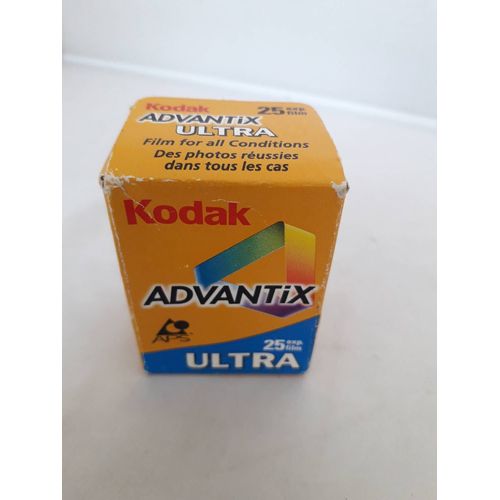 Kodak 25 exp. film
ADVANTiX
ULTRA
Film for all Conditions
Des photos réussies
dans tous les cas
Kodak
ADVANTiX
APS
25 exp. film
ULTRA